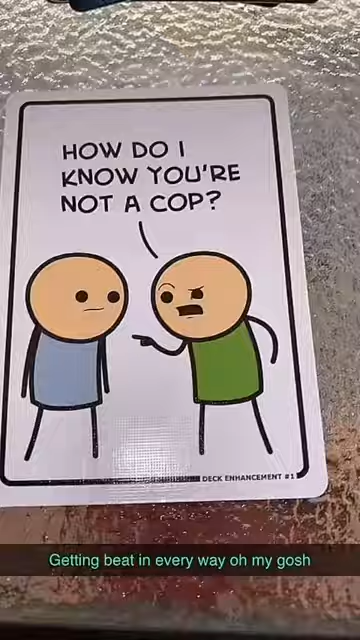 HOW DO I
KNOW YOU'RE
NOT A COP?
DECK ENHANCEMENT #1
Getting beat in every way oh my gosh